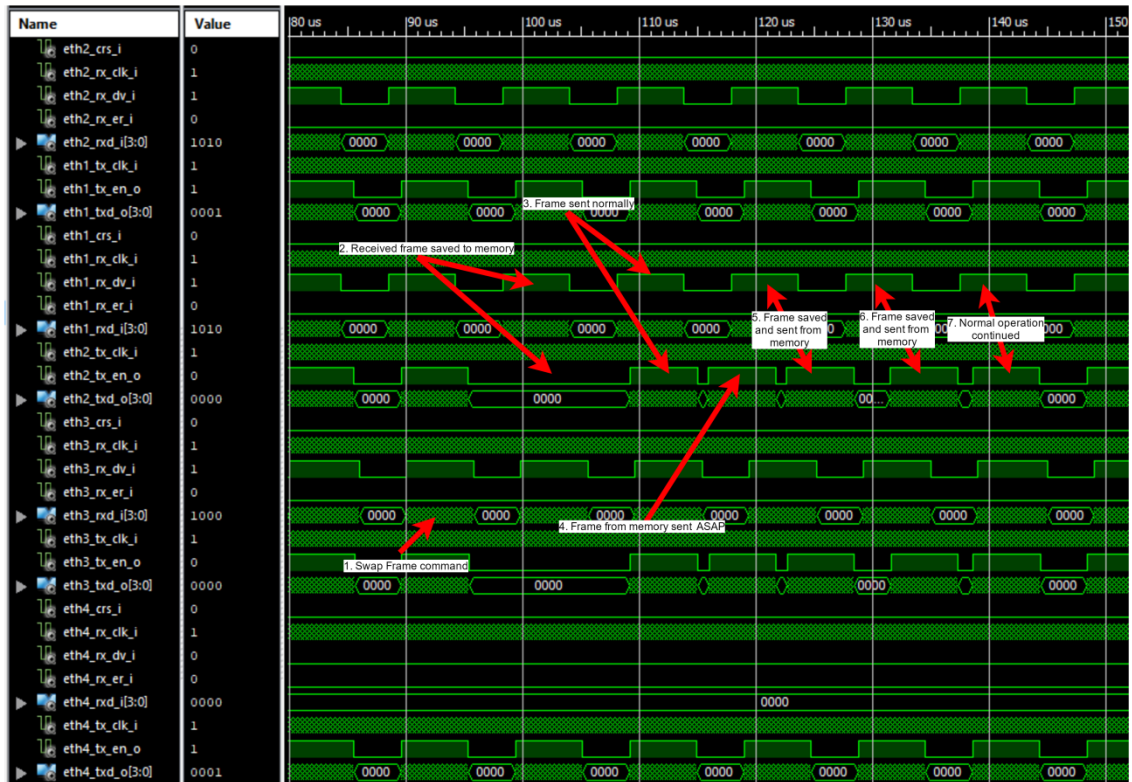 Name Value 80 us 90 us 100 us 110 us 120 us 130 us 140 us 150
eth2_crs_i 0
eth2_rx_clk_i 1
eth2_rx_dv_i 1
eth2_rx_er_i 0
eth2_rxd_i[3:0] 1010 0000 0000 0000 0000 0000 0000 0000
eth1_tx_clk_i 1
eth1_tx_en_o 1
3. Frame sent normally
eth1_txd_o[3:0] 0001 0000 0000 0000 0000 0000 0000 0000
eth1_crs_i 0
2. Received frame saved to memory
eth1_rx_clk_i 1
eth1_rx_dv_i 1
eth1_rx_er_i 0
5. Frame saved
and sent from
memory
6. Frame saved
and sent from
memory
7. Normal operation
continued
eth1_rxd_i[3:0] 1010 0000 0000 0000 0000
eth2_tx_clk_i 1
eth2_tx_en_o 0
eth2_txd_o[3:0] 0000 0000 0000 00... 00... 0000
eth3_crs_i 0
eth3_rx_clk_i 1
eth3_rx_dv_i 1
eth3_rx_er_i 0
eth3_rxd_i[3:0] 1000 0000 0000 0000 0000 0000 0000 0000
4. Frame from memory sent ASAP
eth3_tx_clk_i 1
eth3_tx_en_o 0
1. Swap Frame command
eth3_txd_o[3:0] 0000 0000 0000 0000 0000
eth4_crs_i 0
eth4_rx_clk_i 1
eth4_rx_dv_i 0
eth4_rx_er_i 0
eth4_rxd_i[3:0] 0000 0000
eth4_tx_clk_i 1
eth4_tx_en_o 1
eth4_txd_o[3:0] 0001 0000 0000 0000 0000 0000 0000 0000